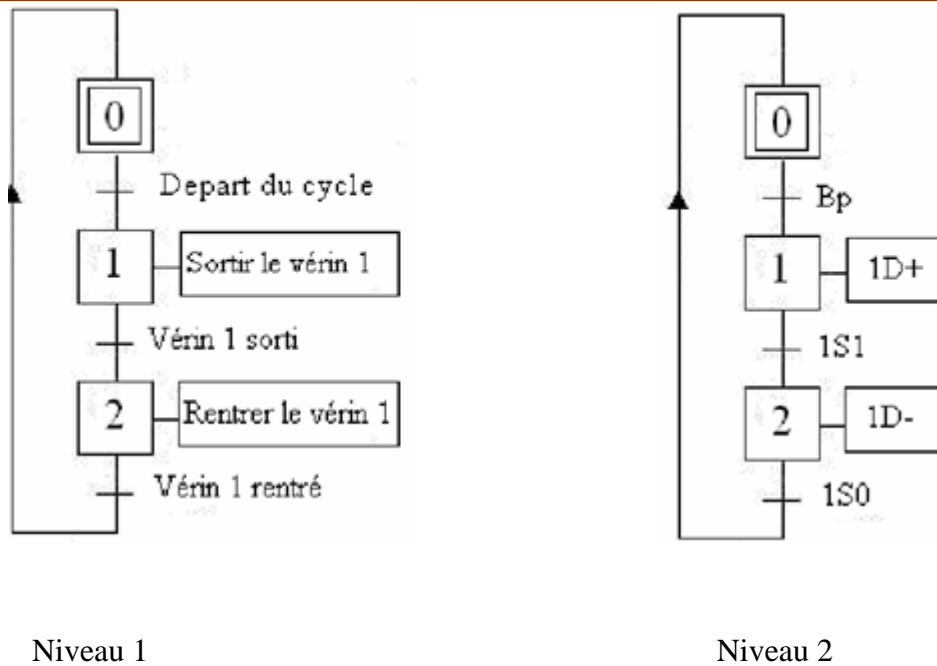 0
Depart du cycle
1
Sortir le vérin 1
Vérin 1 sorti
2
Rentrer le vérin 1
Vérin 1 rentré
Niveau 1
0
Bp
1
1D+
1S1
2
1D-
1S0
Niveau 2